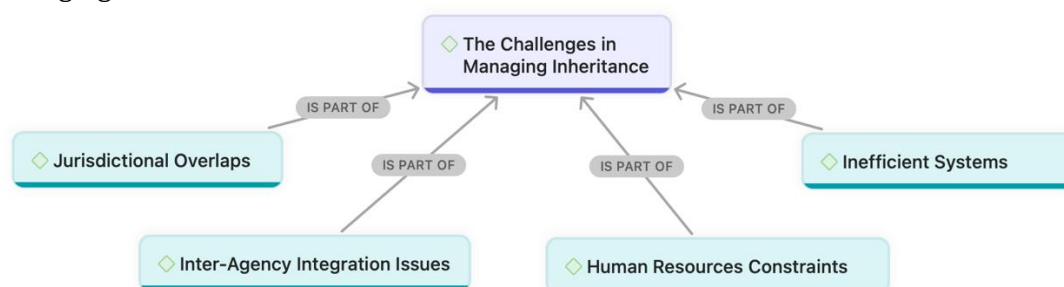 The Challenges in
Managing Inheritance
IS PART OF
IS PART OF
Jurisdictional Overlaps
IS PART OF
IS PART OF
Inefficient Systems
Inter-Agency Integration Issues
Human Resources Constraints